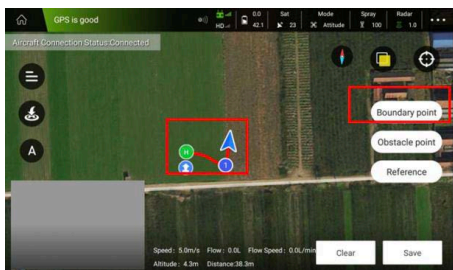 GPS is good
HD
0.0
42.1
Sat
23
Mode
Attitude
Spray
100
Radar
1.0
Aircraft Connection Status:Connected
Boundary point
Obstacle point
Reference
A
H
1
Speed: 5.0m/s Flow: 0.0L Flow Speed: 0.0L/min
Altitude: 4.3m Distance:38.3m
Clear
Save